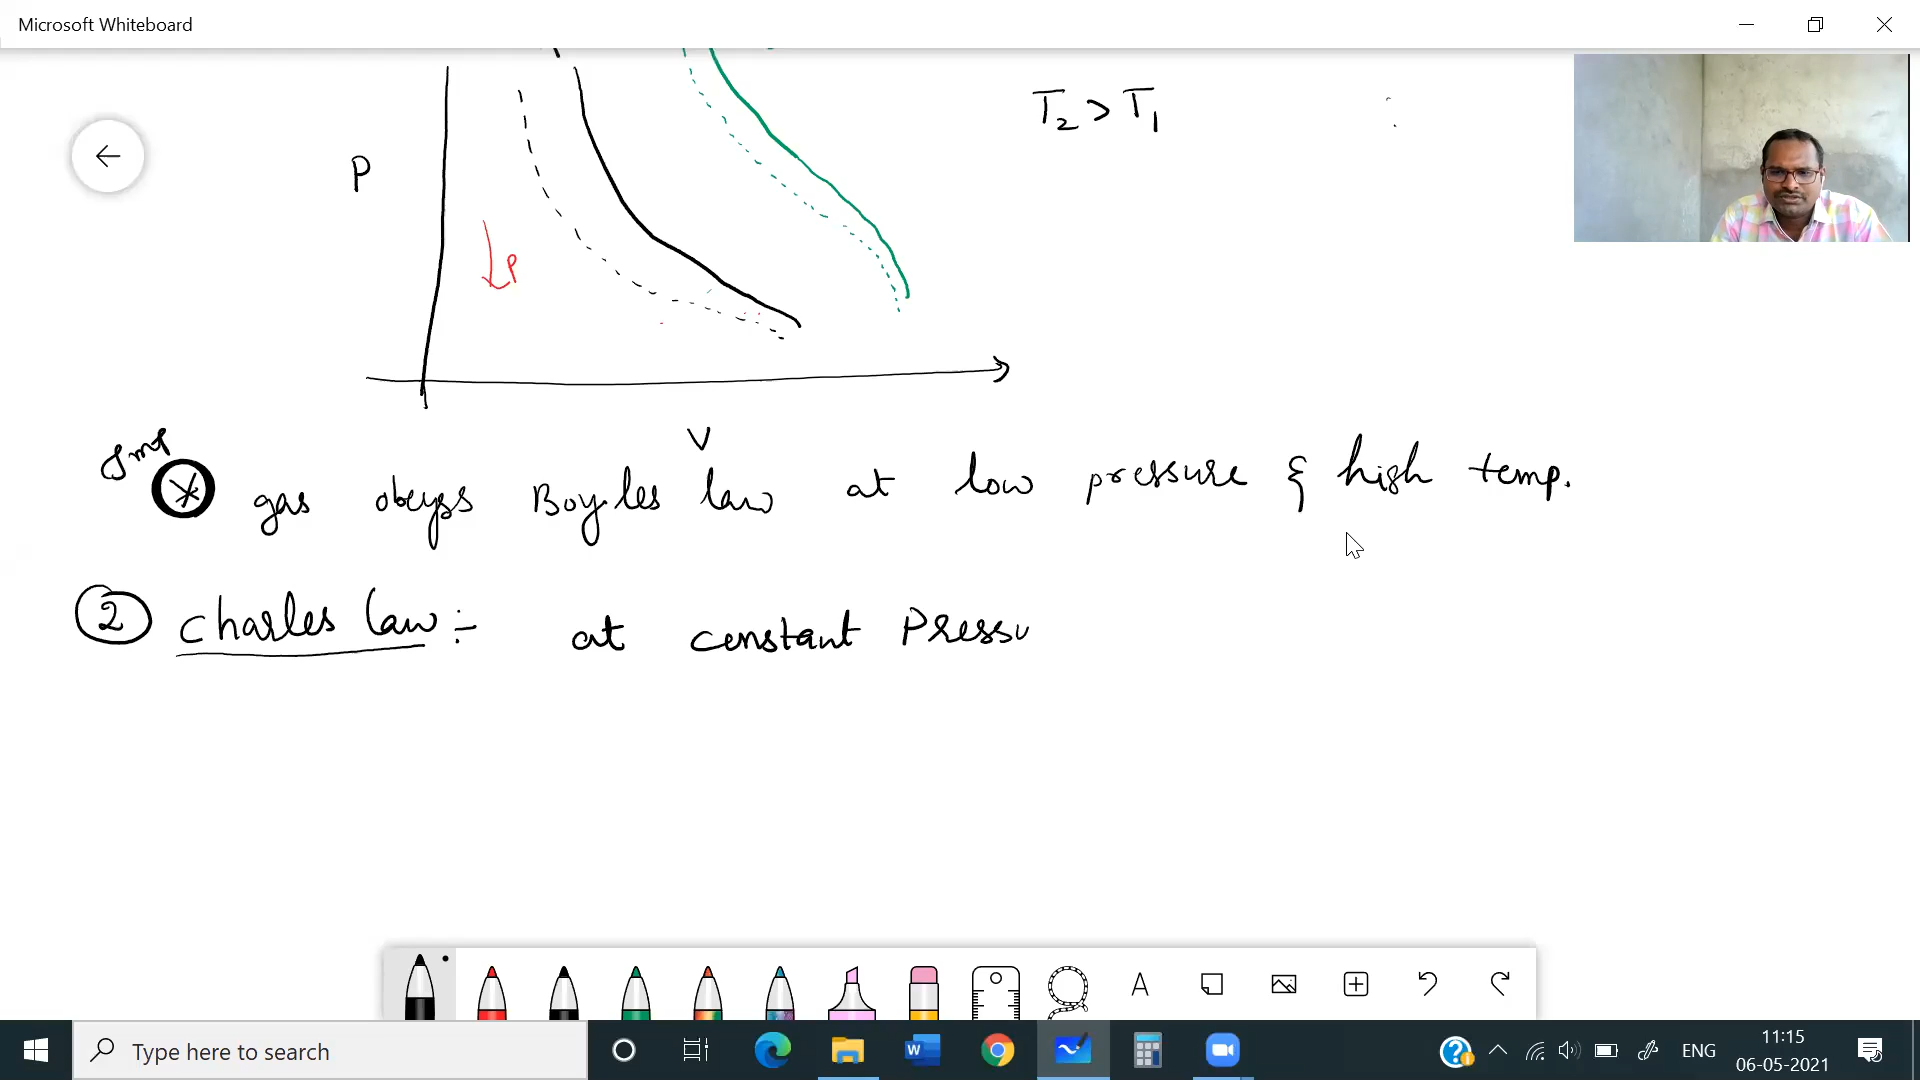 Microsoft Whiteboard
T2 > T1
P
P
V
Imp
gas obeyss Boyles law at low pressure & high temp.
2 Charles law :- at constant Pressu
A
Type here to search
W
ENG
11:15
06-05-2021